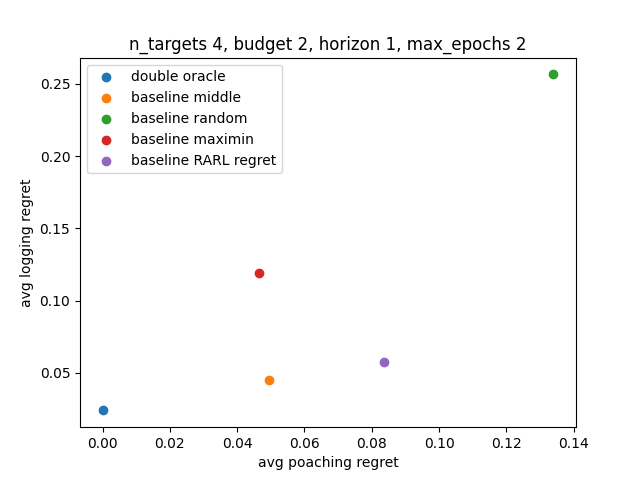 n_targets 4, budget 2, horizon 1, max_epochs 2
double oracle
baseline middle
baseline random
baseline maximin
baseline RARL regret
avg logging regret
0.25
0.20
0.15
0.10
0.05
0.00 0.02 0.04 0.06 0.08 0.10 0.12 0.14
avg poaching regret